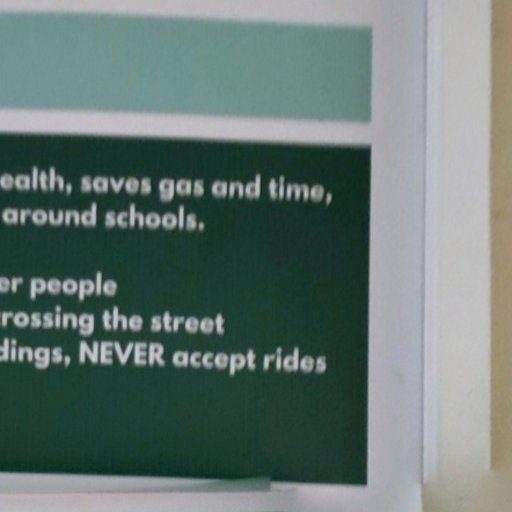 ealth, saves gas and time,
around schools.
er people
rossing the street
dings, NEVER accept rides